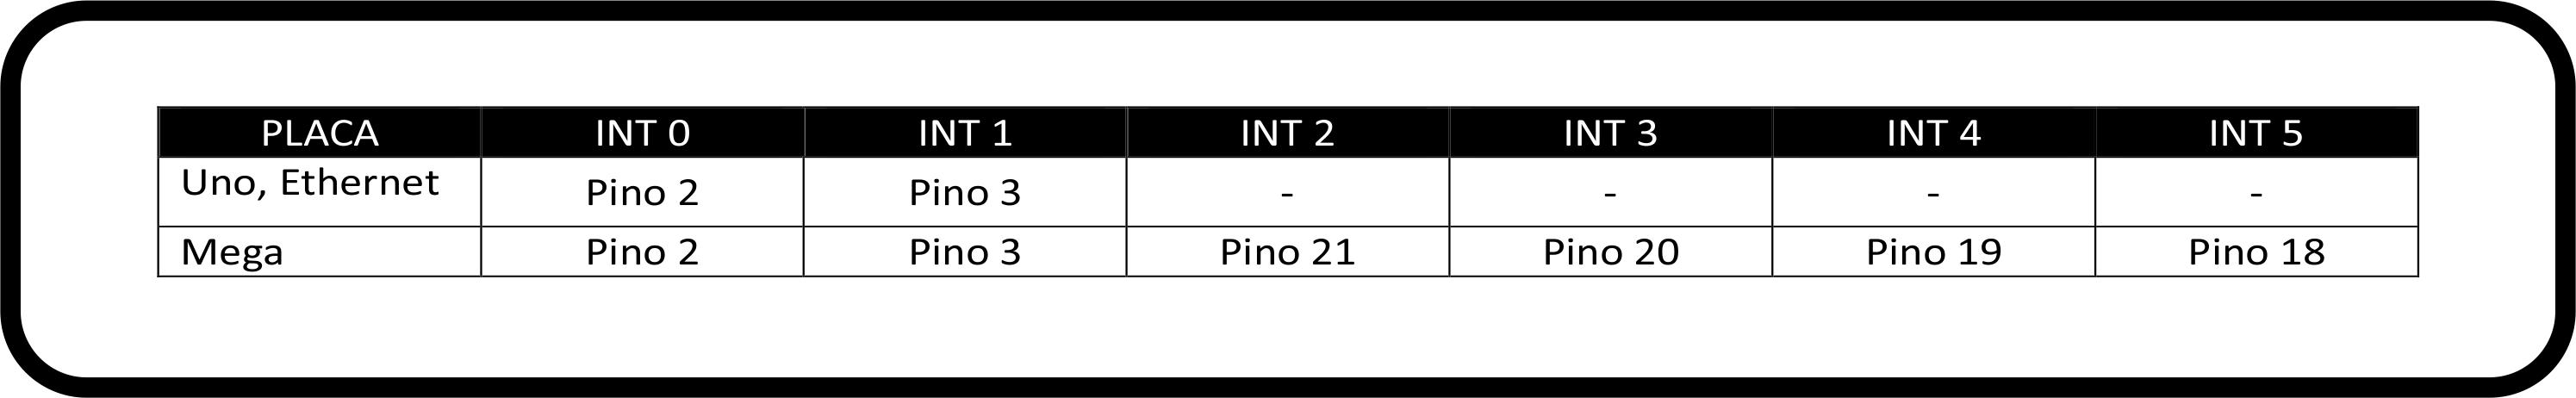 PLACA INT 0 INT 1 INT 2 INT 3 INT 4 INT 5
Uno, Ethernet Pino 2 Pino 3 - - - -
Mega Pino 2 Pino 3 Pino 21 Pino 20 Pino 19 Pino 18